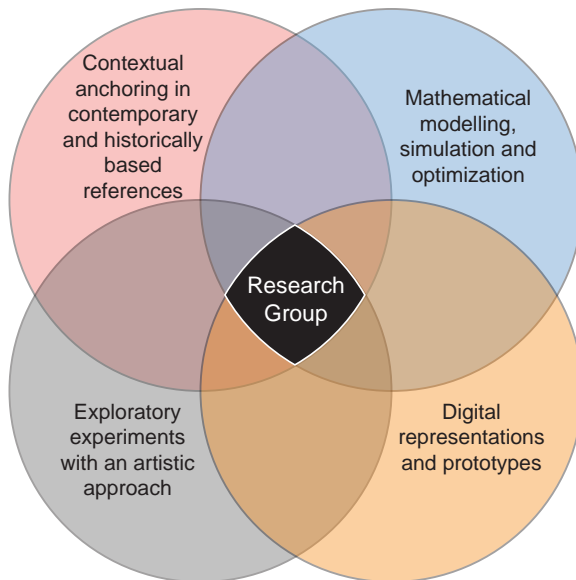 Contextual
anchoring in
contemporary
and historically
based
references
Mathematical
modelling,
simulation and
optimization
Research
Group
Exploratory
experiments
with an artistic
approach
Digital
representations
and prototypes